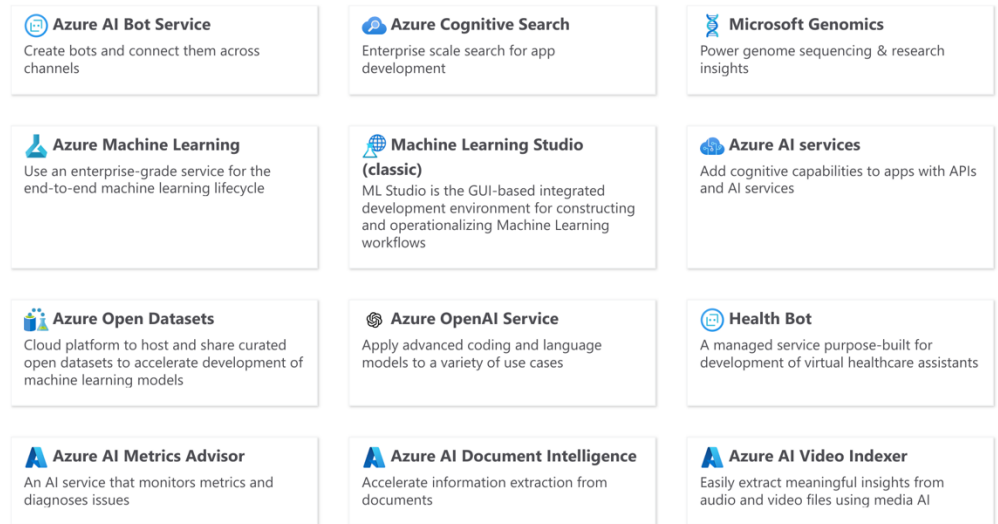 Azure AI Bot Service
Create bots and connect them across
channels
Azure Cognitive Search
Enterprise scale search for app
development
Microsoft Genomics
Power genome sequencing & research
insights
Azure Machine Learning
Use an enterprise-grade service for the
end-to-end machine learning lifecycle
Machine Learning Studio
(classic)
ML Studio is the GUI-based integrated
development environment for constructing
and operationalizing Machine Learning
workflows
Azure AI services
Add cognitive capabilities to apps with APIs
and AI services
Azure Open Datasets
Cloud platform to host and share curated
open datasets to accelerate development of
machine learning models
Azure OpenAI Service
Apply advanced coding and language
models to a variety of use cases
Health Bot
A managed service purpose-built for
development of virtual healthcare assistants
Azure AI Metrics Advisor
An AI service that monitors metrics and
diagnoses issues
Azure AI Document Intelligence
Accelerate information extraction from
documents
Azure AI Video Indexer
Easily extract meaningful insights from
audio and video files using media AI